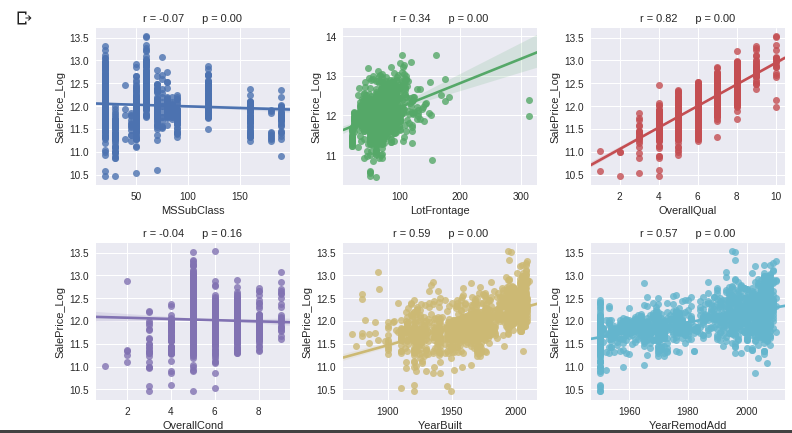 r = -0.07 p = 0.00
r = 0.34 p = 0.00
r = 0.82 p = 0.00
SalePrice_Log
13.5
13.0
12.5
12.0
11.5
11.0
10.5
50 100 150
MSSubClass
SalePrice_Log
14
13
12
11
100 200 300
LotFrontage
SalePrice_Log
13.5
13.0
12.5
12.0
11.5
11.0
10.5
2 4 6 8 10
OverallQual
r = -0.04 p = 0.16
r = 0.59 p = 0.00
r = 0.57 p = 0.00
SalePrice_Log
13.5
13.0
12.5
12.0
11.5
11.0
10.5
2 4 6 8
OverallCond
SalePrice_Log
13.5
13.0
12.5
12.0
11.5
11.0
10.5
1900 1950 2000
YearBuilt
SalePrice_Log
13.5
13.0
12.5
12.0
11.5
11.0
10.5
1960 1980 2000
YearRemodAdd